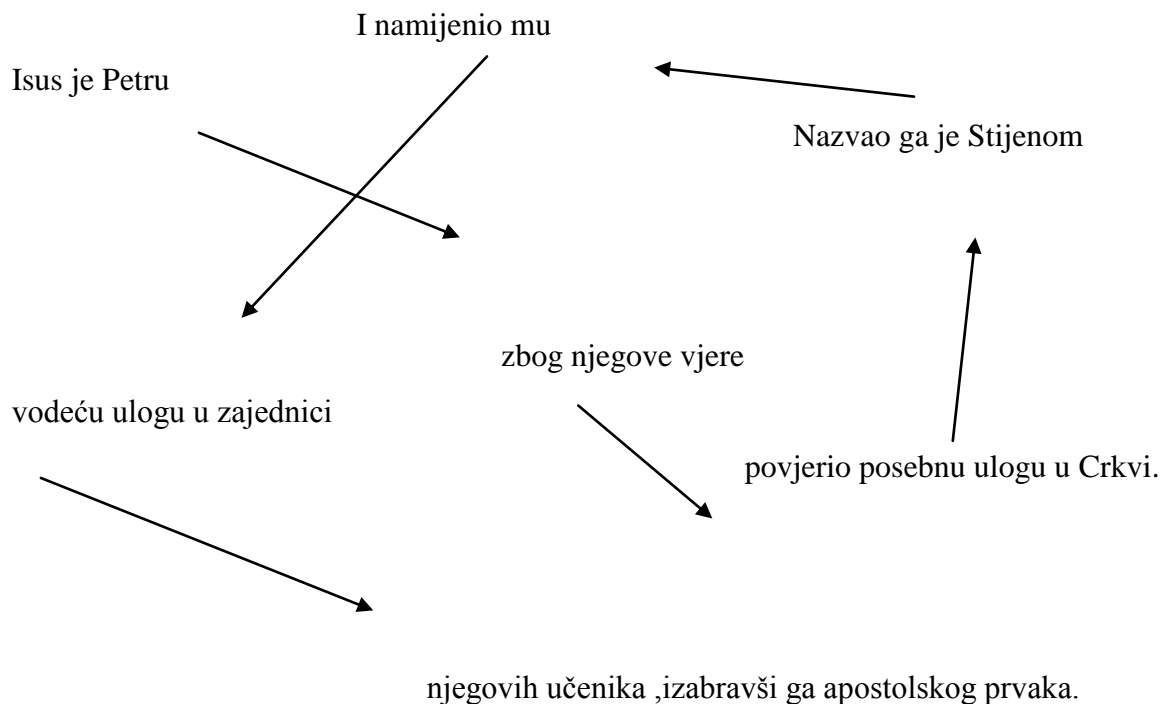 I namijenio mu
Isus je Petru
Nazvao ga je Stijenom
zbog njegove vjere
vodeću ulogu u zajednici
povjerio posebnu ulogu u Crkvi.
njegovih učenika ,izabravši ga apostolskog prvaka.